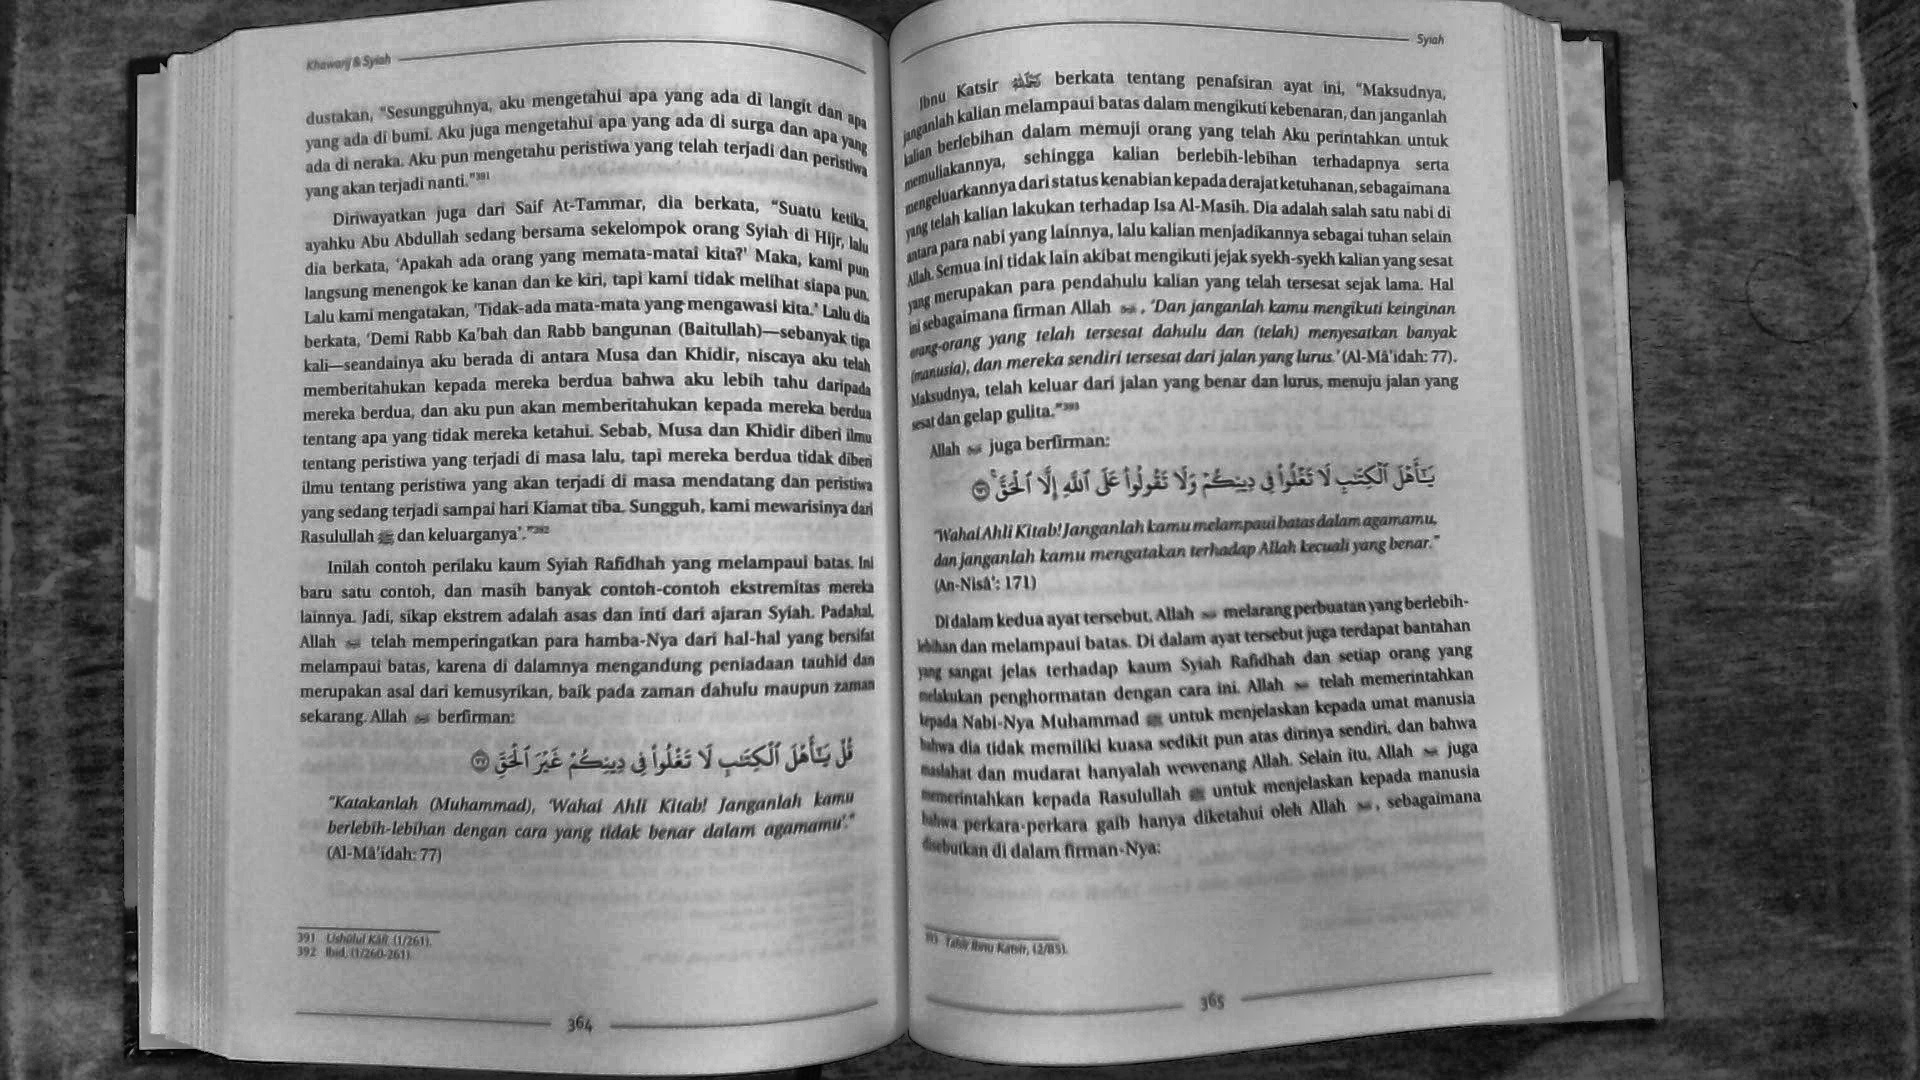 Khawarij & Syiah
dustakan, "Sesungguhnya, aku mengetahui apa yang ada di langit dan apa
yang ada di bumi. Aku juga mengetahui apa yang ada di surga dan apa yang
ada di neraka. Aku pun mengetahu peristiwa yang telah terjadi dan peristiwa
yang akan terjadi nanti."391
Diriwayatkan juga dari Saif At-Tammar, dia berkata, "Suatu ketika,
ayahku Abu Abdullah sedang bersama sekelompok orang Syiah di Hijr, lalu
dia berkata, 'Apakah ada orang yang memata-matai kita?' Maka, kami pun
langsung menengok ke kanan dan ke kiri, tapi kami tidak melihat siapa pun.
Lalu kami mengatakan, 'Tidak-ada mata-mata yang mengawasi kita.' Lalu dia
berkata, 'Demi Rabb Ka'bah dan Rabb bangunan (Baitullah)—sebanyak tiga
kali—seandainya aku berada di antara Musa dan Khidir, niscaya aku telah
memberitahukan kepada mereka berdua bahwa aku lebih tahu daripada
mereka berdua, dan aku pun akan memberitahukan kepada mereka berdua
tentang apa yang tidak mereka ketahui. Sebab, Musa dan Khidir diberi ilmu
tentang peristiwa yang terjadi di masa lalu, tapi mereka berdua tidak diberi
ilmu tentang peristiwa yang akan terjadi di masa mendatang dan peristiwa
yang sedang terjadi sampai hari Kiamat tiba. Sungguh, kami mewarisinya dari
Rasulullah ﷺ dan keluarganya'."392
Inilah contoh perilaku kaum Syiah Rafidhah yang melampaui batas. Ini
baru satu contoh, dan masih banyak contoh-contoh ekstremitas mereka
lainnya. Jadi, sikap ekstrem adalah asas dan inti dari ajaran Syiah. Padahal,
Allah telah memperingatkan para hamba-Nya dari hal-hal yang bersifat
melampaui batas, karena di dalamnya mengandung peniadaan tauhid dan
merupakan asal dari kemusyrikan, baik pada zaman dahulu maupun zaman
sekarang. Allah berfirman:
قُلْ يَٰٓأَهْلَ ٱلْكِتَٰبِ لَا تَغْلُوا۟ فِى دِينِكُمْ غَيْرَ ٱلْحَقِّ ٧٧
"Katakanlah (Muhammad), 'Wahai Ahli Kitab! Janganlah kamu
berlebih-lebihan dengan cara yang tidak benar dalam agamamu'."
(Al-Mâ'idah: 77)
391 Ushûlul Kâfi, (1/261).
392 Ibid, (1/260-261).
364
Syiah
Ibnu Katsir berkata tentang penafsiran ayat ini, "Maksudnya,
janganlah kalian melampaui batas dalam mengikuti kebenaran, dan janganlah
kalian berlebihan dalam memuji orang yang telah Aku perintahkan untuk
memuliakannya, sehingga kalian berlebih-lebihan terhadapnya serta
mengeluarkannya dari status kenabian kepada derajat ketuhanan, sebagaimana
yang telah kalian lakukan terhadap Isa Al-Masih. Dia adalah salah satu nabi di
antara para nabi yang lainnya, lalu kalian menjadikannya sebagai tuhan selain
Allah. Semua ini tidak lain akibat mengikuti jejak syekh-syekh kalian yang sesat
yang merupakan para pendahulu kalian yang telah tersesat sejak lama. Hal
ini sebagaimana firman Allah , 'Dan janganlah kamu mengikuti keinginan
orang-orang yang telah tersesat dahulu dan (telah) menyesatkan banyak
(manusia), dan mereka sendiri tersesat dari jalan yang lurus.' (Al-Mâ'idah: 77).
Maksudnya, telah keluar dari jalan yang benar dan lurus, menuju jalan yang
sesat dan gelap gulita."393
Allah juga berfirman:
يَٰٓأَهْلَ ٱلْكِتَٰبِ لَا تَغْلُوا۟ فِى دِينِكُمْ وَلَا تَقُولُوا۟ عَلَى ٱللَّهِ إِلَّا ٱلْحَقَّ ۚ
"Wahai Ahli Kitab! Janganlah kamu melampaui batas dalam agamamu,
dan janganlah kamu mengatakan terhadap Allah kecuali yang benar."
(An-Nisâ': 171)
Di dalam kedua ayat tersebut, Allah melarang perbuatan yang berlebih-
lebihan dan melampaui batas. Di dalam ayat tersebut juga terdapat bantahan
yang sangat jelas terhadap kaum Syiah Rafidhah dan setiap orang yang
melakukan penghormatan dengan cara ini. Allah telah memerintahkan
kepada Nabi-Nya Muhammad ﷺ untuk menjelaskan kepada umat manusia
bahwa dia tidak memiliki kuasa sedikit pun atas dirinya sendiri, dan bahwa
maslahat dan mudarat hanyalah wewenang Allah. Selain itu, Allah juga
memerintahkan kepada Rasulullah ﷺ untuk menjelaskan kepada manusia
bahwa perkara-perkara gaib hanya diketahui oleh Allah , sebagaimana
disebutkan di dalam firman-Nya:
393 Tafsîr Ibnu Katsir, (2/85).
365